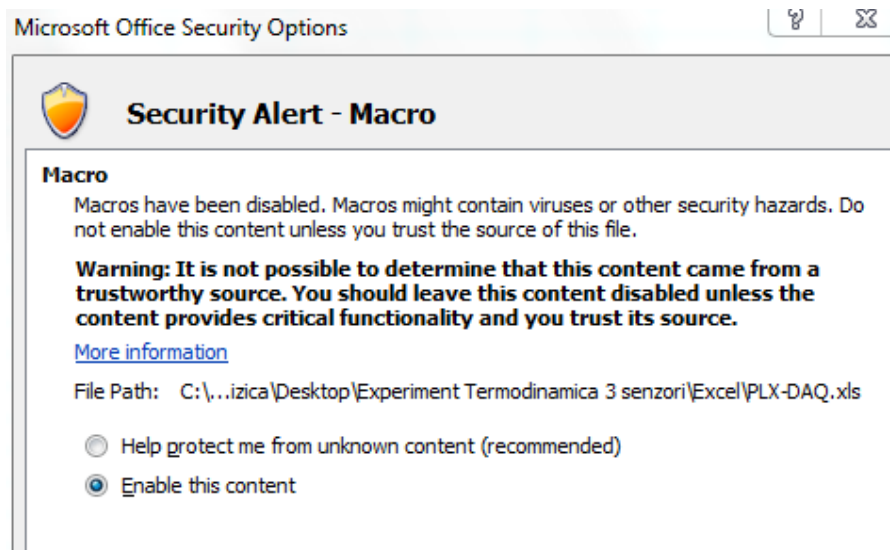 Microsoft Office Security Options
Security Alert - Macro
Macro
Macros have been disabled. Macros might contain viruses or other security hazards. Do
not enable this content unless you trust the source of this file.
Warning: It is not possible to determine that this content came from a
trustworthy source. You should leave this content disabled unless the
content provides critical functionality and you trust its source.
More information
File Path: C:\...izica\Desktop\Experiment Termodinamica 3 senzori\Excel\PLX-DAQ.xls
Help protect me from unknown content (recommended)
Enable this content